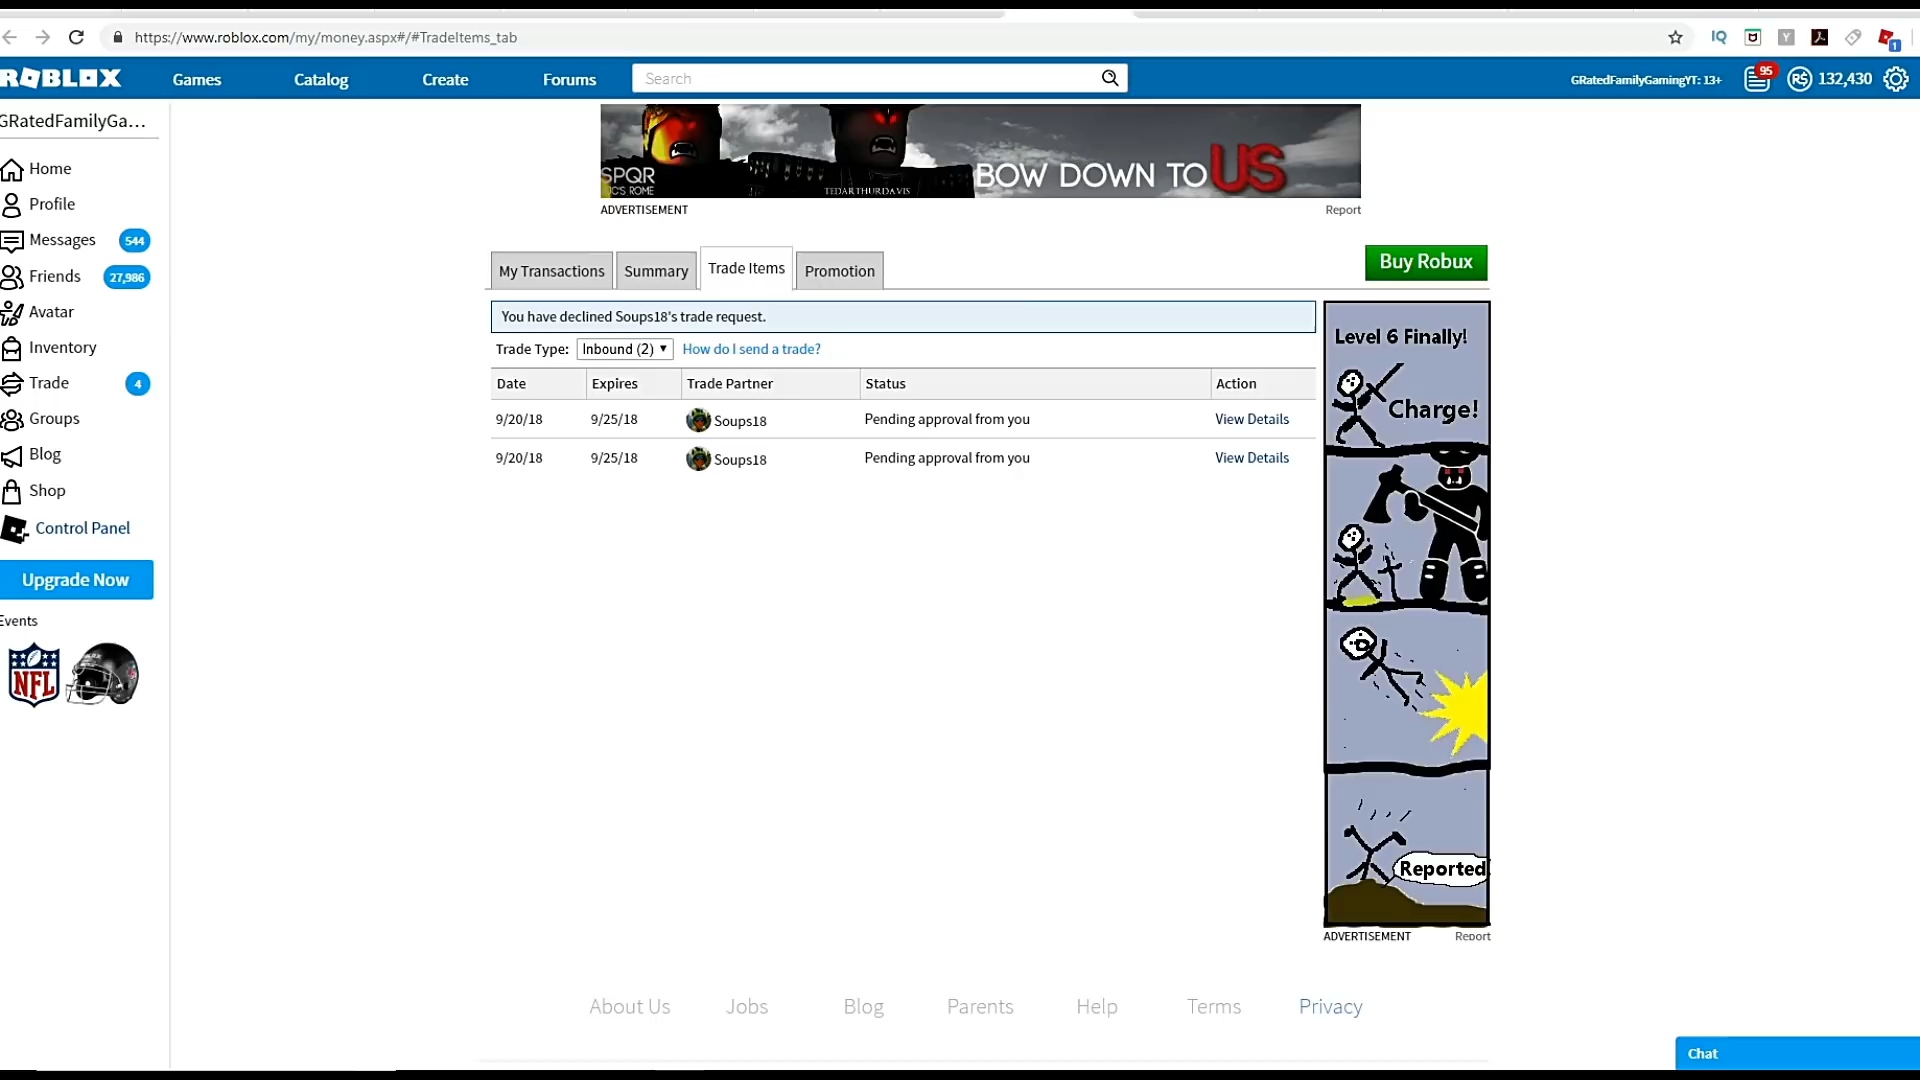 https://www.roblox.com/my/money.aspx#/#TradeItems_tab
IQ
Y
1
ROBLOX
Games
Catalog
Create
Forums
Search
GRatedFamilyGamingYT: 13+
95
R$ 132,430
GRatedFamilyGa...
Home
Profile
Messages 544
Friends 27,986
Avatar
Inventory
Trade 4
Groups
Blog
Shop
Control Panel
Upgrade Now
Events
NFL
SPQR
JC'S ROME
TEDARTHURDAVIS
BOW DOWN TO US
ADVERTISEMENT
Report
My Transactions
Summary
Trade Items
Promotion
Buy Robux
You have declined Soups18's trade request.
Trade Type: Inbound (2) How do I send a trade?
Date Expires Trade Partner Status Action
9/20/18 9/25/18 Soups18 Pending approval from you View Details
9/20/18 9/25/18 Soups18 Pending approval from you View Details
Level 6 Finally!
Charge!
Reported
ADVERTISEMENT
Report
About Us
Jobs
Blog
Parents
Help
Terms
Privacy
Chat